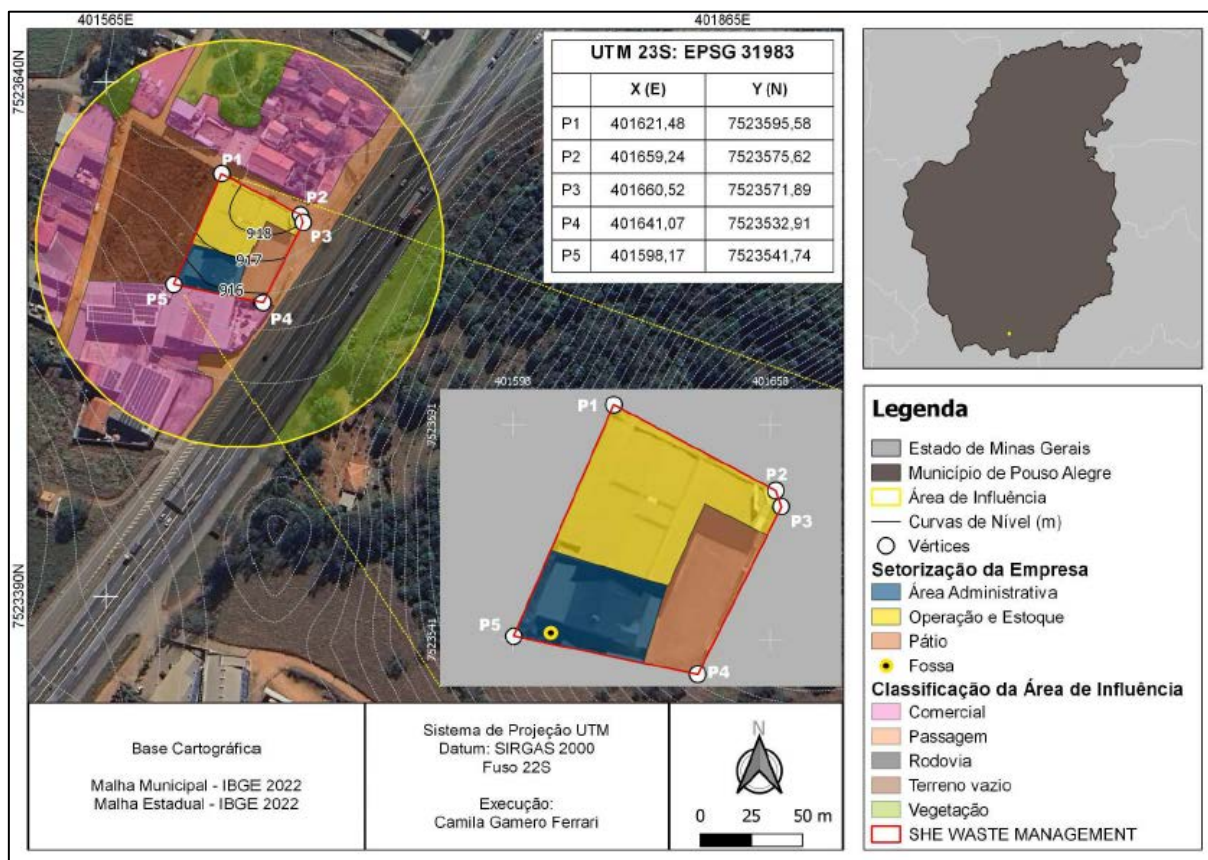 401565E
401865E
7523640N
7523390N
P1
P2
P3
P4
P5
918
917
916
UTM 23S: EPSG 31983
X (E) Y (N)
P1 401621,48 7523595,58
P2 401659,24 7523575,62
P3 401660,52 7523571,89
P4 401641,07 7523532,91
P5 401598,17 7523541,74
401598
401658
7523591
7523541
P1
P2
P3
P4
P5
Legenda
Estado de Minas Gerais
Município de Pouso Alegre
Área de Influência
Curvas de Nível (m)
Vértices
Setorização da Empresa
Área Administrativa
Operação e Estoque
Pátio
Fossa
Classificação da Área de Influência
Comercial
Passagem
Rodovia
Terreno vazio
Vegetação
SHE WASTE MANAGEMENT
Base Cartográfica
Malha Municipal - IBGE 2022
Malha Estadual - IBGE 2022
Sistema de Projeção UTM
Datum: SIRGAS 2000
Fuso 22S
Execução:
Camila Gamero Ferrari
N
0 25 50 m